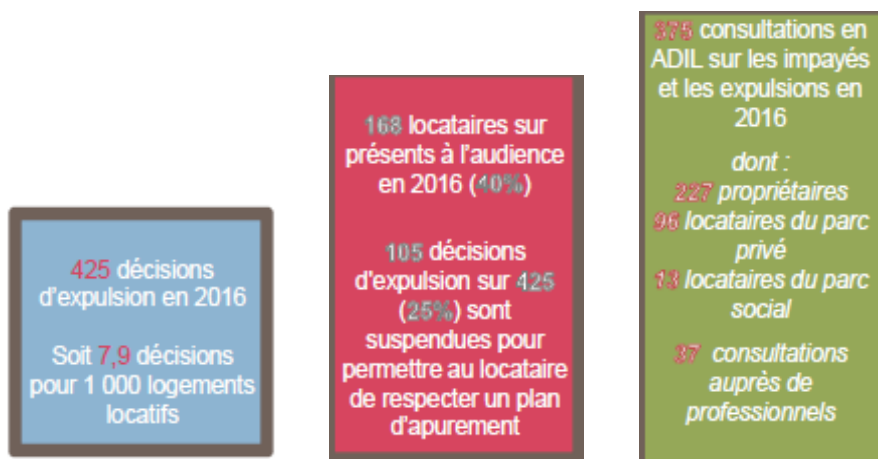 425 décisions
d'expulsion en 2016
Soit 7,9 décisions
pour 1 000 logements
locatifs
168 locataires sur
présents à l'audience
en 2016 (40%)
105 décisions
d'expulsion sur 425
(25%) sont
suspendues pour
permettre au locataire
de respecter un plan
d'apurement
375 consultations en
ADIL sur les impayés
et les expulsions en
2016
dont :
227 propriétaires
96 locataires du parc
privé
13 locataires du parc
social
37 consultations
auprès de
professionnels